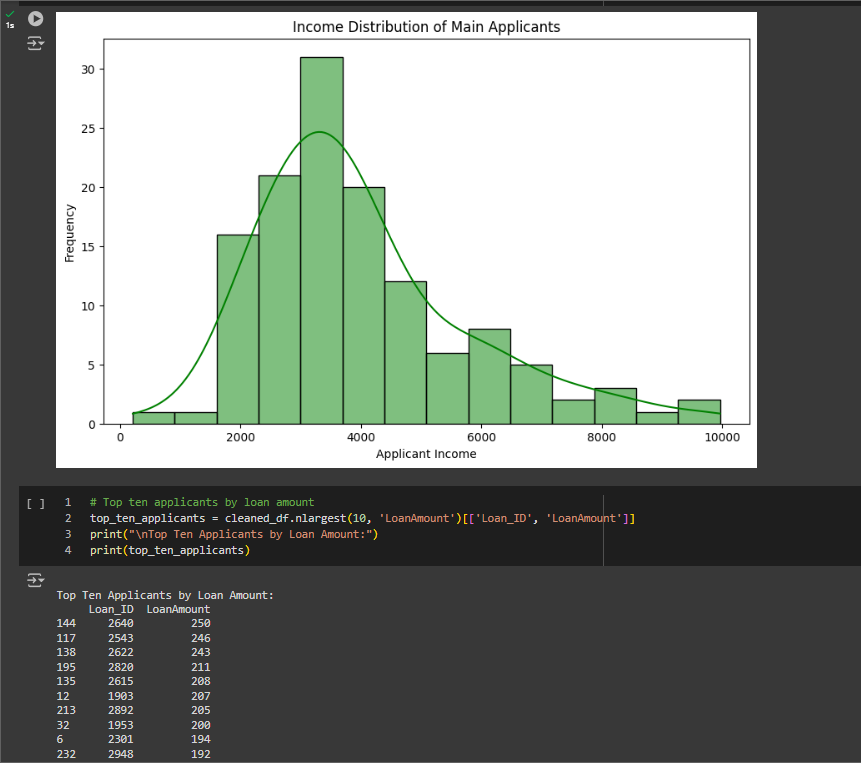 1s
Income Distribution of Main Applicants
Frequency
30
25
20
15
10
5
0
0 2000 4000 6000 8000 10000
Applicant Income
[ ] 1 # Top ten applicants by loan amount
2 top_ten_applicants = cleaned_df.nlargest(10, 'LoanAmount')[['Loan_ID', 'LoanAmount']]
3 print("\nTop Ten Applicants by Loan Amount:")
4 print(top_ten_applicants)
Top Ten Applicants by Loan Amount:
Loan_ID LoanAmount
144 2640 250
117 2543 246
138 2622 243
195 2820 211
135 2615 208
12 1903 207
213 2892 205
32 1953 200
6 2301 194
232 2948 192